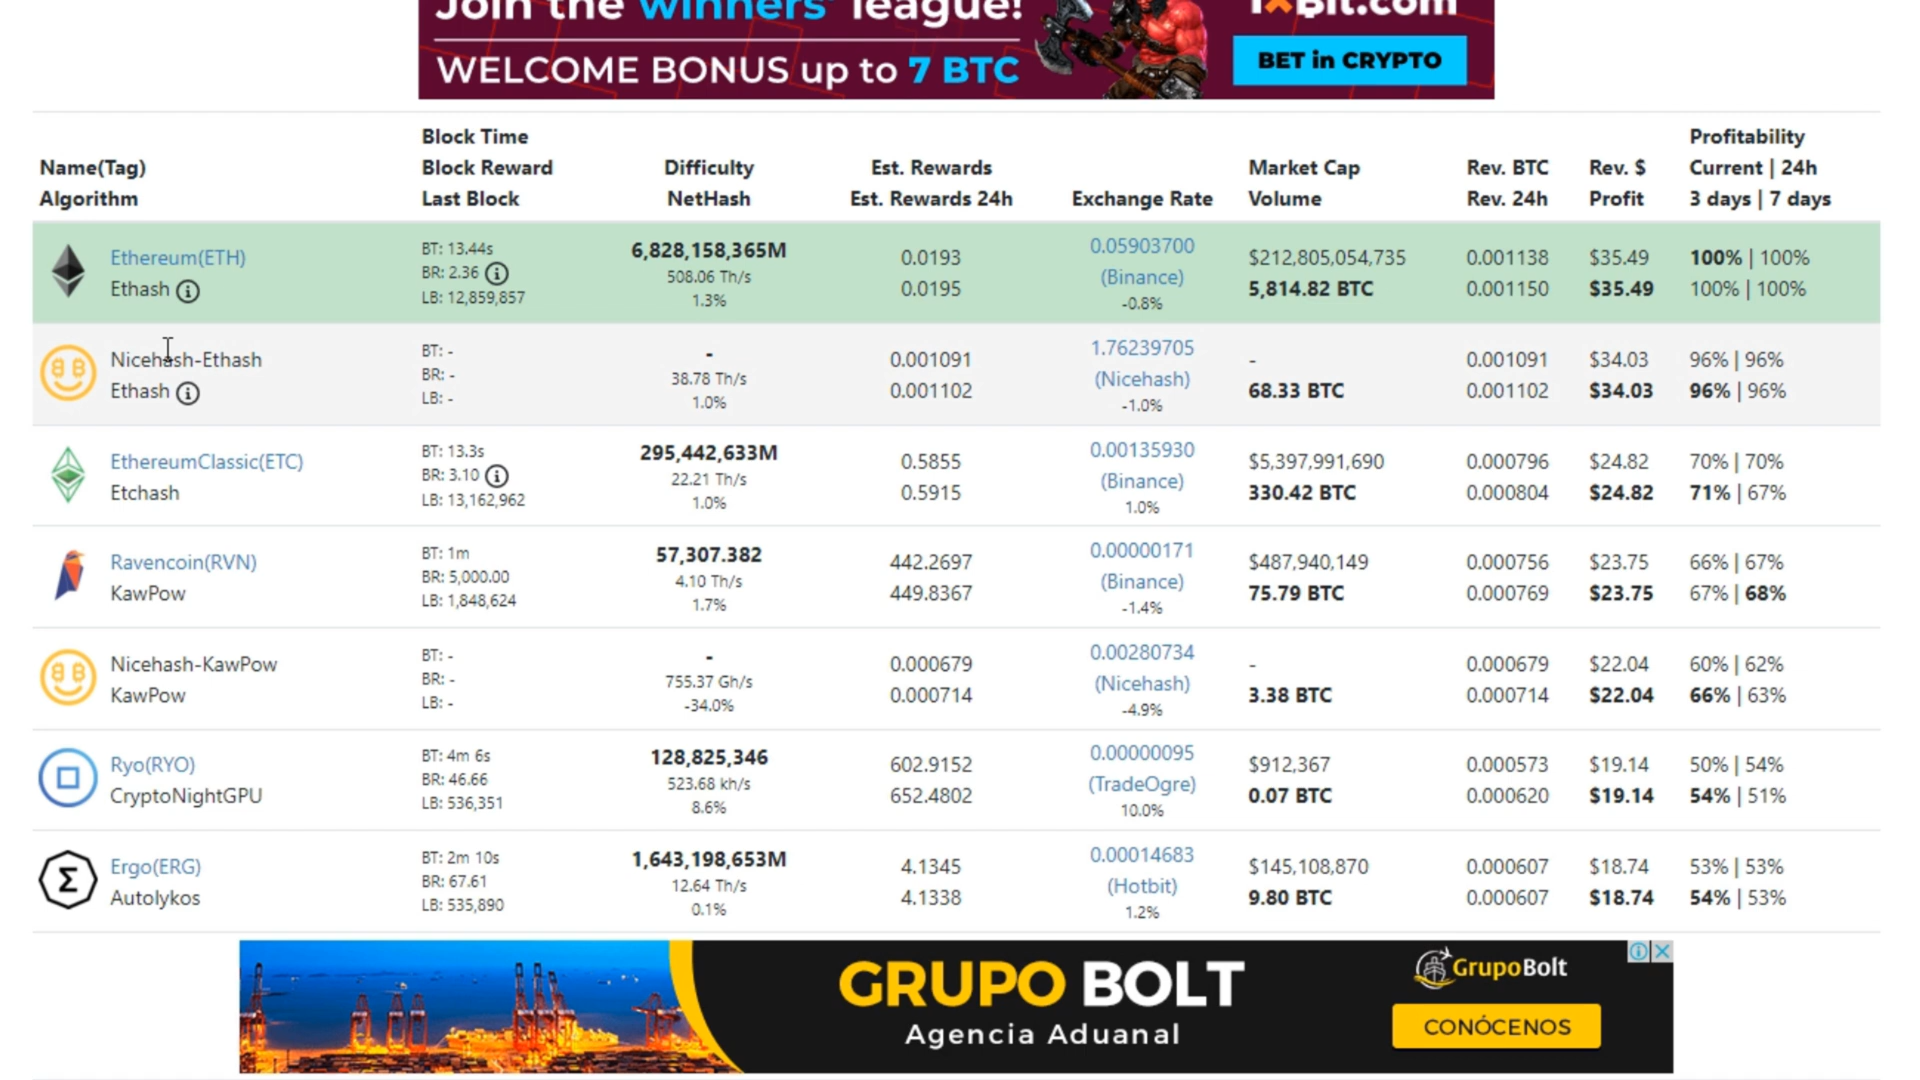 Join the winners' league!
WELCOME BONUS up to 7 BTC
BET in CRYPTO
Name(Tag)
Algorithm
Block Time
Block Reward
Last Block
Difficulty
NetHash
Est. Rewards
Est. Rewards 24h
Exchange Rate
Market Cap
Volume
Rev. BTC
Rev. 24h
Rev. $
Profit
Profitability
Current | 24h
3 days | 7 days
Ethereum(ETH)
Ethash
BT: 13.44s
BR: 2.36
LB: 12,859,857
6,828,158,365M
508.06 Th/s
1.3%
0.0193
0.0195
0.05903700
(Binance)
-0.8%
$212,805,054,735
5,814.82 BTC
0.001138
0.001150
$35.49
$35.49
100% | 100%
100% | 100%
Nicehash-Ethash
Ethash
BT: -
BR: -
LB: -
-
38.78 Th/s
1.0%
0.001091
0.001102
1.76239705
(Nicehash)
-1.0%
-
68.33 BTC
0.001091
0.001102
$34.03
$34.03
96% | 96%
96% | 96%
EthereumClassic(ETC)
Etchash
BT: 13.3s
BR: 3.10
LB: 13,162,962
295,442,633M
22.21 Th/s
1.0%
0.5855
0.5915
0.00135930
(Binance)
1.0%
$5,397,991,690
330.42 BTC
0.000796
0.000804
$24.82
$24.82
70% | 70%
71% | 67%
Ravencoin(RVN)
KawPow
BT: 1m
BR: 5,000.00
LB: 1,848,624
57,307.382
4.10 Th/s
1.7%
442.2697
449.8367
0.00000171
(Binance)
-1.4%
$487,940,149
75.79 BTC
0.000756
0.000769
$23.75
$23.75
66% | 67%
67% | 68%
Nicehash-KawPow
KawPow
BT: -
BR: -
LB: -
-
755.37 Gh/s
-34.0%
0.000679
0.000714
0.00280734
(Nicehash)
-4.9%
-
3.38 BTC
0.000679
0.000714
$22.04
$22.04
60% | 62%
66% | 63%
Ryo(RYO)
CryptoNightGPU
BT: 4m 6s
BR: 46.66
LB: 536,351
128,825,346
523.68 kh/s
8.6%
602.9152
652.4802
0.00000095
(TradeOgre)
10.0%
$912,367
0.07 BTC
0.000573
0.000620
$19.14
$19.14
50% | 54%
54% | 51%
Ergo(ERG)
Autolykos
BT: 2m 10s
BR: 67.61
LB: 535,890
1,643,198,653M
12.64 Th/s
0.1%
4.1345
4.1338
0.00014683
(Hotbit)
1.2%
$145,108,870
9.80 BTC
0.000607
0.000607
$18.74
$18.74
53% | 53%
54% | 53%
GRUPO BOLT
Agencia Aduanal
GrupoBolt
CONÓCENOS